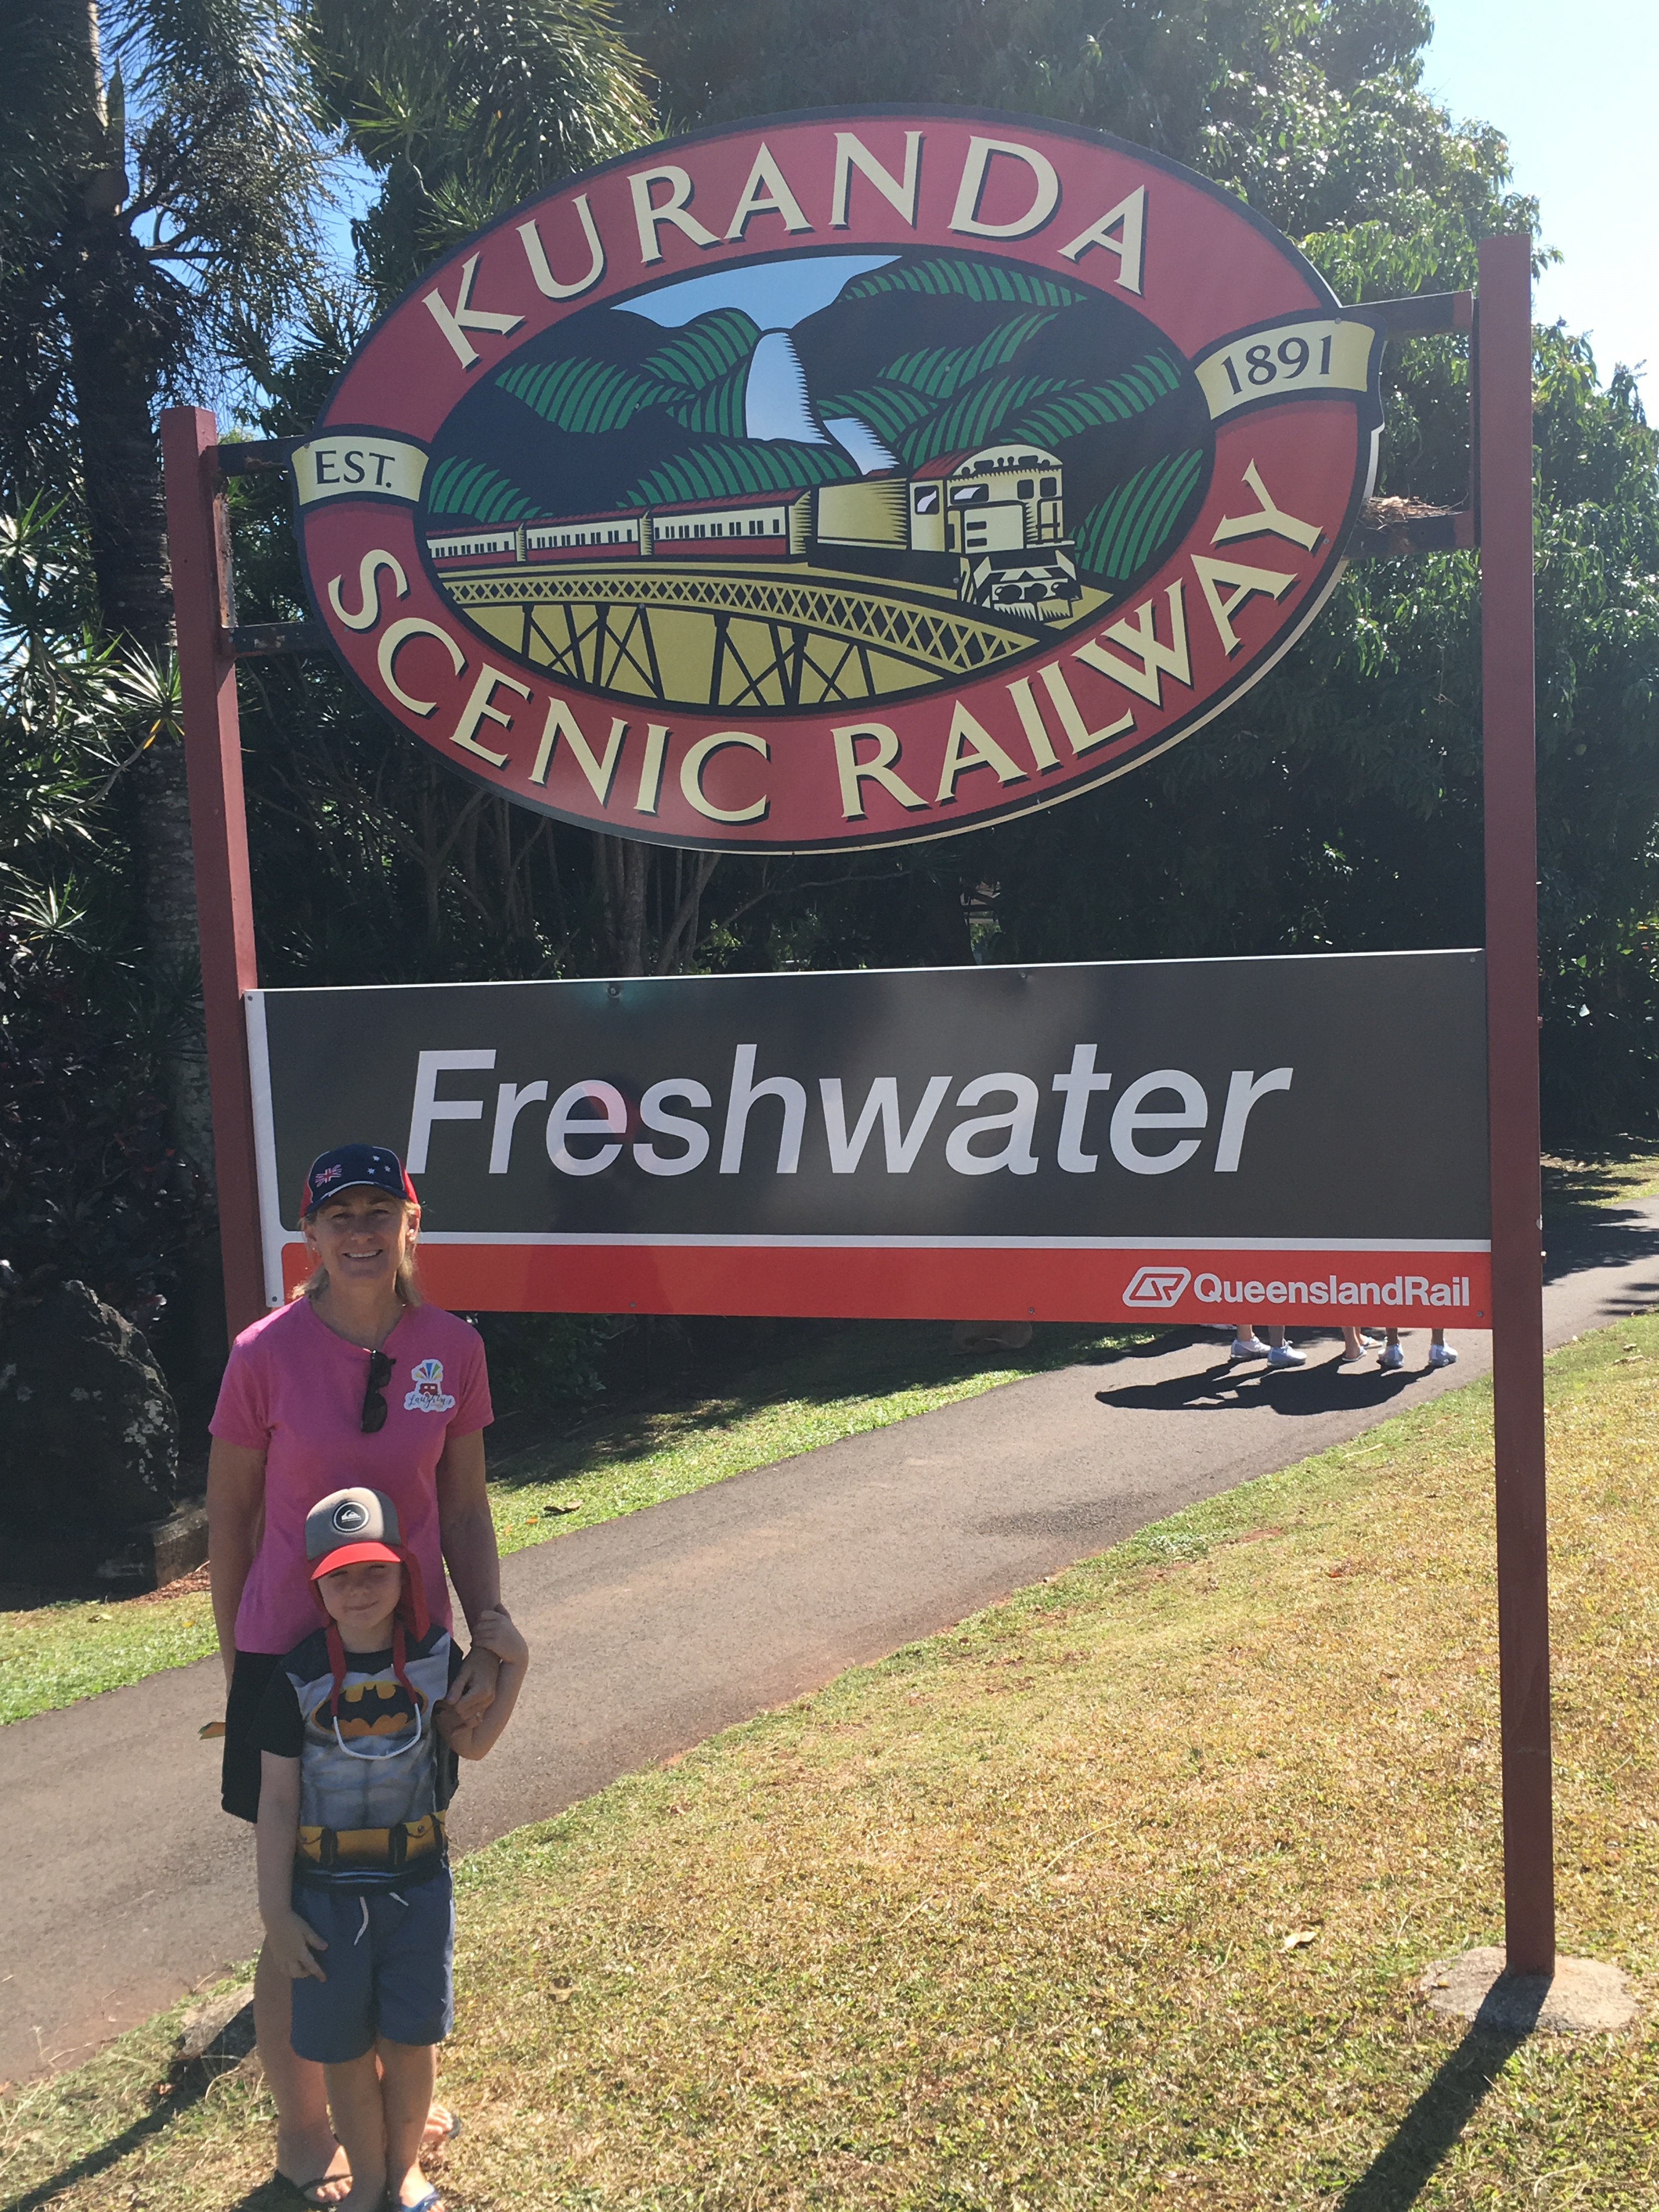 KURANDA
EST.
1891
SCENIC RAILWAY
Freshwater
QueenslandRail